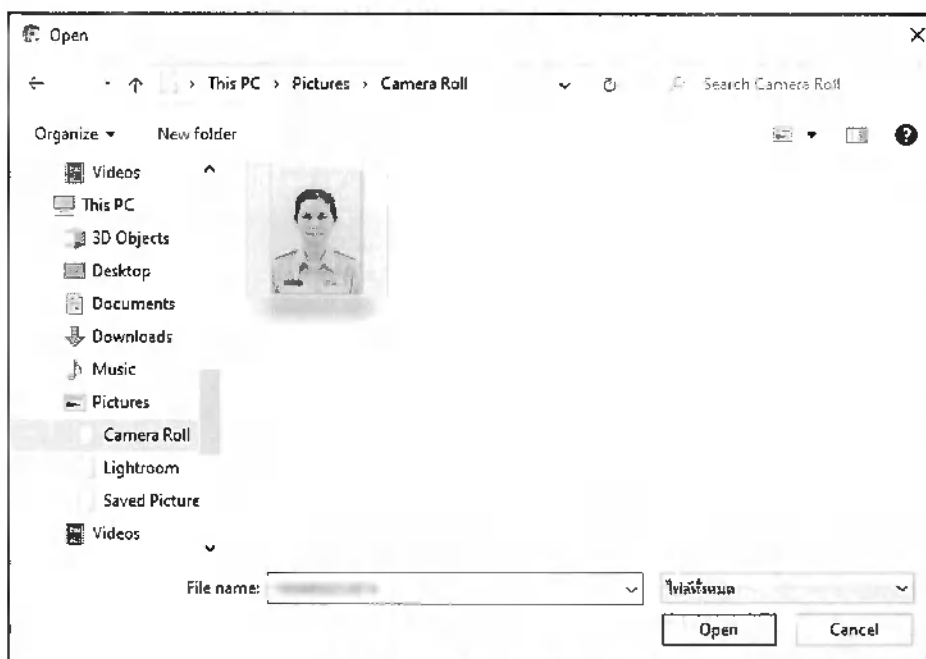 Open
This PC > Pictures > Camera Roll
Search Camera Roll
Organize
New folder
Videos
This PC
3D Objects
Desktop
Documents
Downloads
Music
Pictures
Camera Roll
Lightroom
Saved Picture
Videos
File name:
ไฟล์ทั้งหมด
Open
Cancel